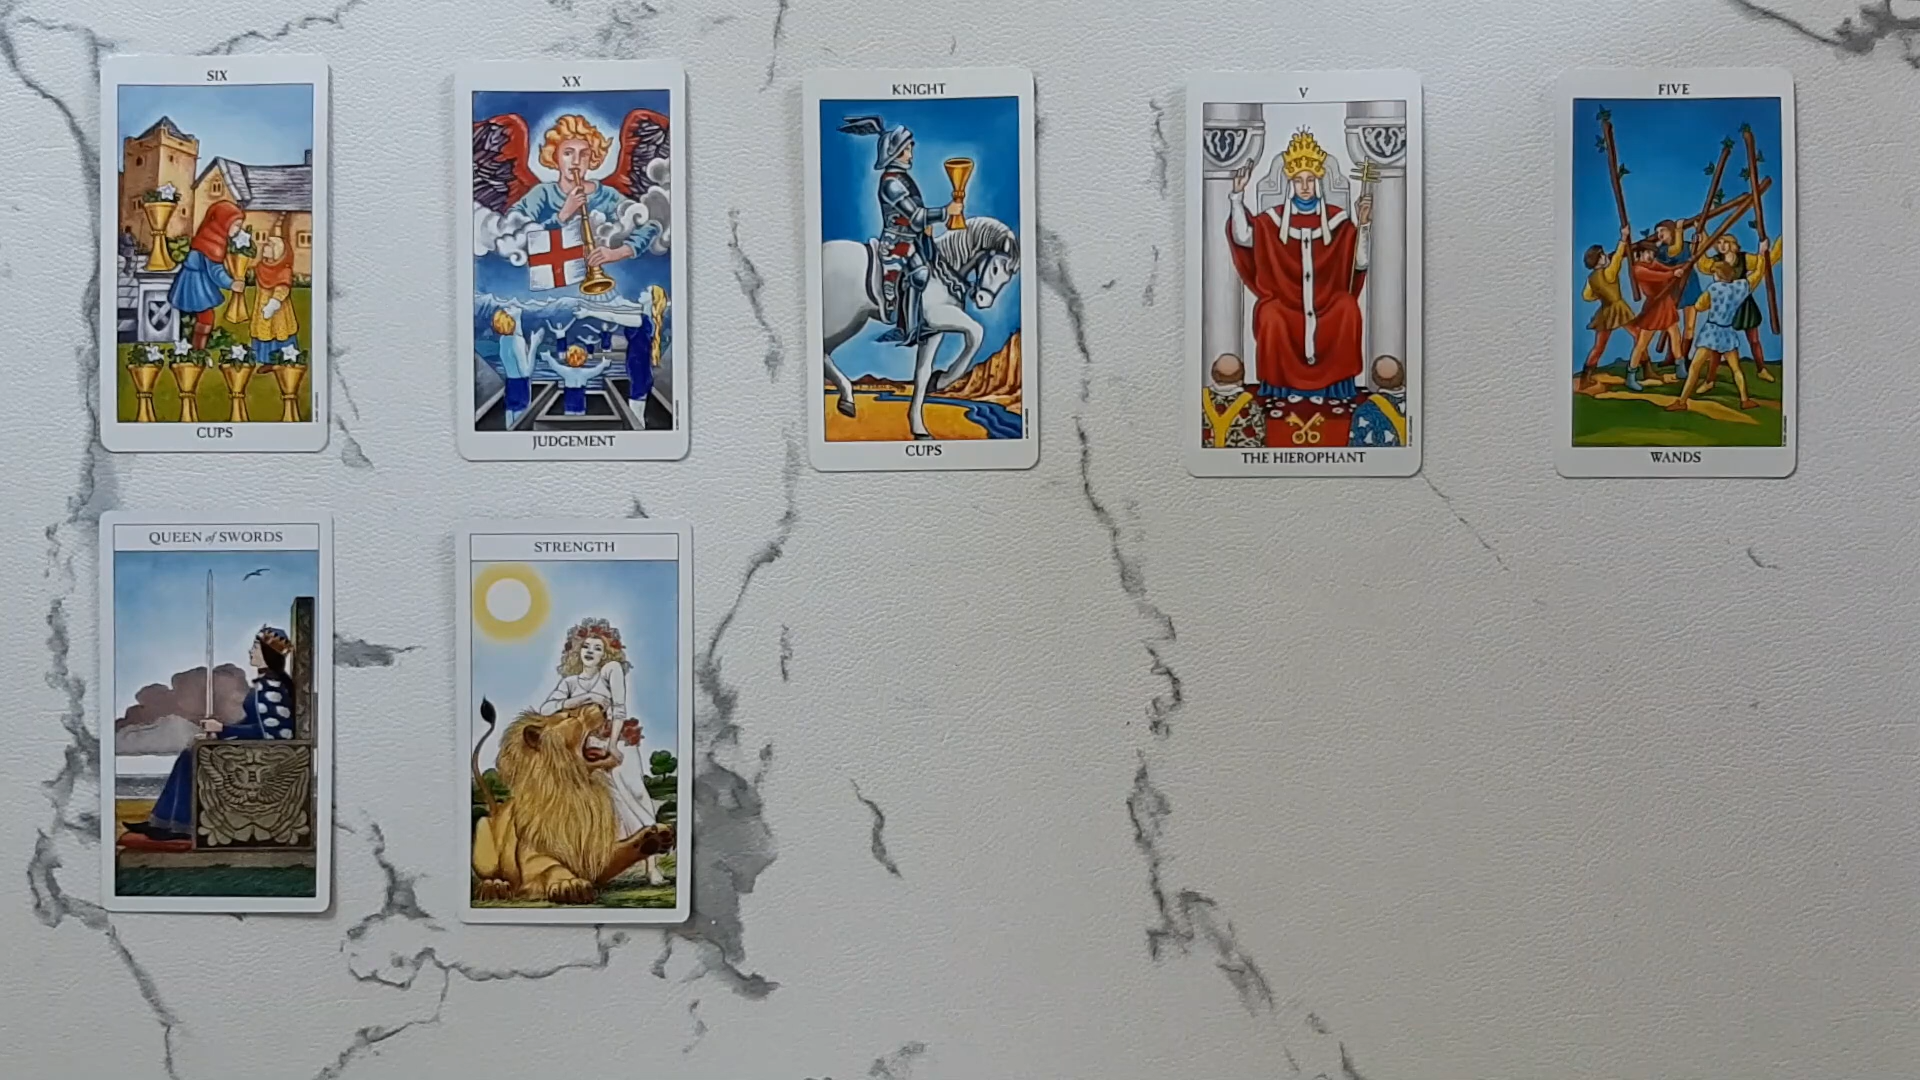 SIX
CUPS
XX
JUDGEMENT
KNIGHT
CUPS
V
THE HIEROPHANT
FIVE
WANDS
QUEEN of SWORDS
STRENGTH